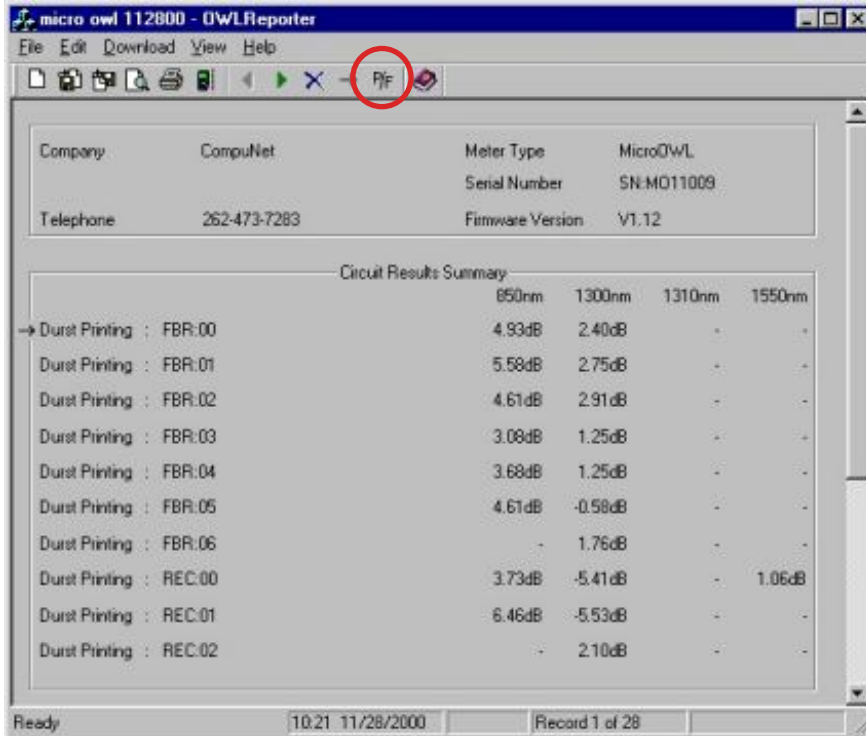 micro owl 112800 - OWLReporter
File Edit Download View Help
P/F
Company CompuNet Meter Type MicroOWL
Serial Number SN:MO11009
Telephone 262-473-7283 Firmware Version V1.12
Circuit Results Summary
850nm 1300nm 1310nm 1550nm
→ Durst Printing : FBR:00 4.93dB 2.40dB - -
Durst Printing : FBR:01 5.58dB 2.75dB - -
Durst Printing : FBR:02 4.61dB 2.91dB - -
Durst Printing : FBR:03 3.08dB 1.25dB - -
Durst Printing : FBR:04 3.68dB 1.25dB - -
Durst Printing : FBR:05 4.61dB -0.58dB - -
Durst Printing : FBR:06 - 1.76dB - -
Durst Printing : REC:00 3.73dB -5.41dB - 1.06dB
Durst Printing : REC:01 6.46dB -5.53dB - -
Durst Printing : REC:02 - 2.10dB - -
Ready 10:21 11/28/2000 Record 1 of 28